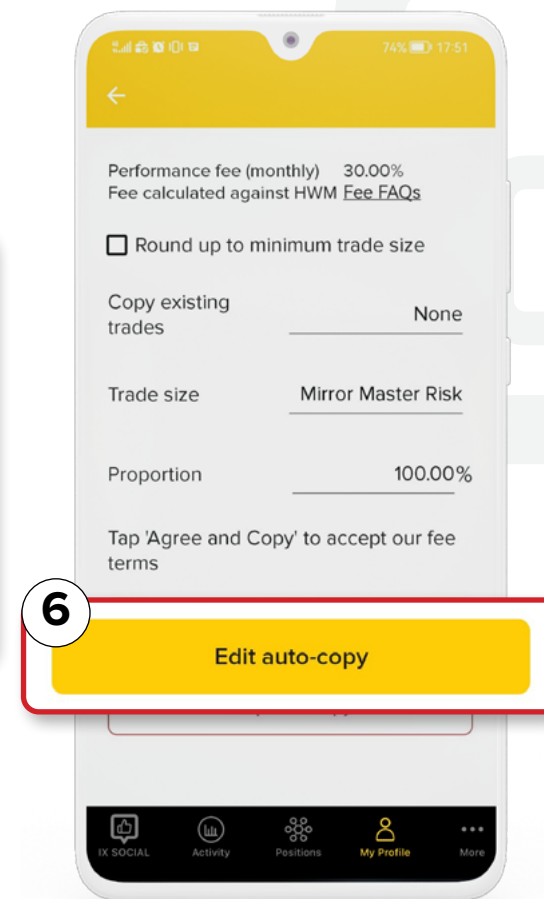 74% 17:51
Performance fee (monthly) 30.00%
Fee calculated against HWM Fee FAQs
Round up to minimum trade size
Copy existing
trades
None
Trade size
Mirror Master Risk
Proportion
100.00%
Tap 'Agree and Copy' to accept our fee
terms
6
Edit auto-copy
IX SOCIAL
Activity
Positions
My Profile
More